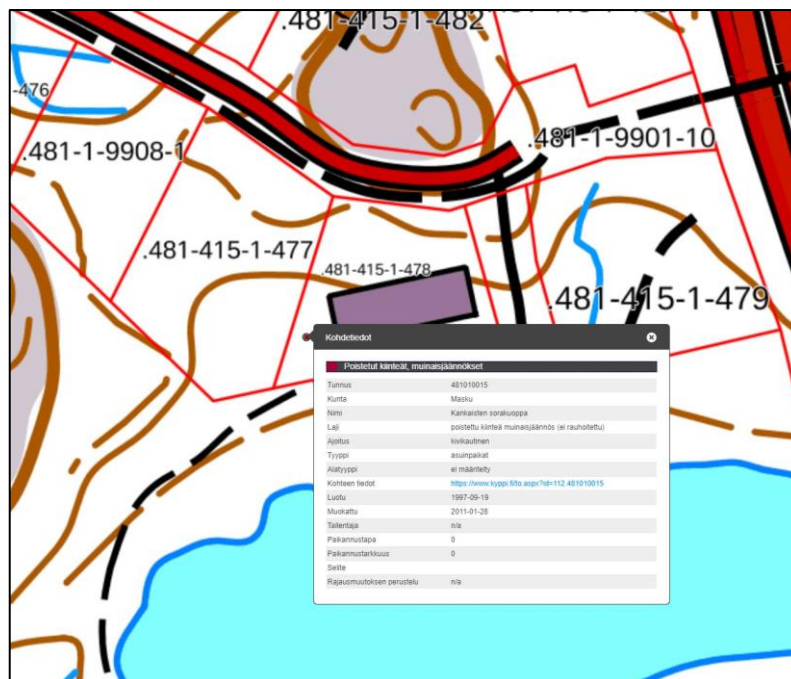 .481-415-1-482
-476
.481-1-9908-1
.481-1-9901-10
.481-415-1-477
.481-415-1-478
.481-415-1-479
Kohdetiedot
Poistetut kiinteät, muinaisjäännökset
Tunnus 481010015
Kunta Masku
Nimi Kankaisten sorakuoppa
Laji poistettu kiinteä muinaisjäännös (ei rauhoitettu)
Ajoitus kivikautinen
Tyyppi asuinpaikat
Alatyyppi ei määritelty
Kohteen tiedot https://www.kyppi.fi/to.aspx?id=112.481010015
Luotu 1997-09-19
Muokattu 2011-01-28
Tallentaja n/a
Paikannustapa 0
Paikannustarkkuus 0
Selite
Rajausmuutoksen perustelu n/a